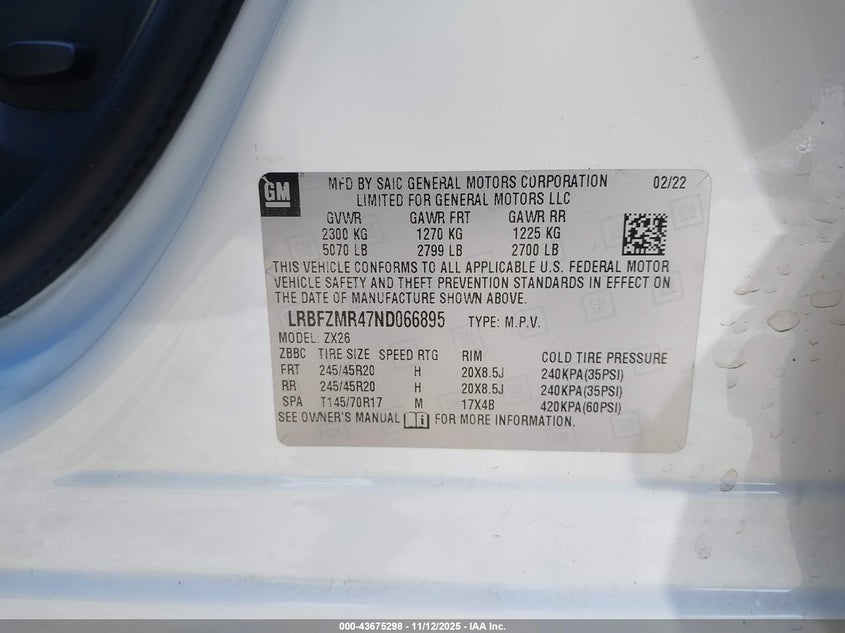 GM MFD BY SAIC GENERAL MOTORS CORPORATION 02/22
LIMITED FOR GENERAL MOTORS LLC
GVWR GAWR FRT GAWR RR
2300 KG 1270 KG 1225 KG
5070 LB 2799 LB 2700 LB
THIS VEHICLE CONFORMS TO ALL APPLICABLE U.S. FEDERAL MOTOR
VEHICLE SAFETY AND THEFT PREVENTION STANDARDS IN EFFECT ON
THE DATE OF MANUFACTURE SHOWN ABOVE.
LRBFZMR47ND066895 TYPE: M.P.V.
MODEL: ZX26
ZBBC TIRE SIZE SPEED RTG RIM COLD TIRE PRESSURE
FRT 245/45R20 H 20X8.5J 240KPA(35PSI)
RR 245/45R20 H 20X8.5J 240KPA(35PSI)
SPA T145/70R17 M 17X4B 420KPA(60PSI)
SEE OWNER'S MANUAL FOR MORE INFORMATION.
000-43675298 - 11/12/2025 - IAA Inc.